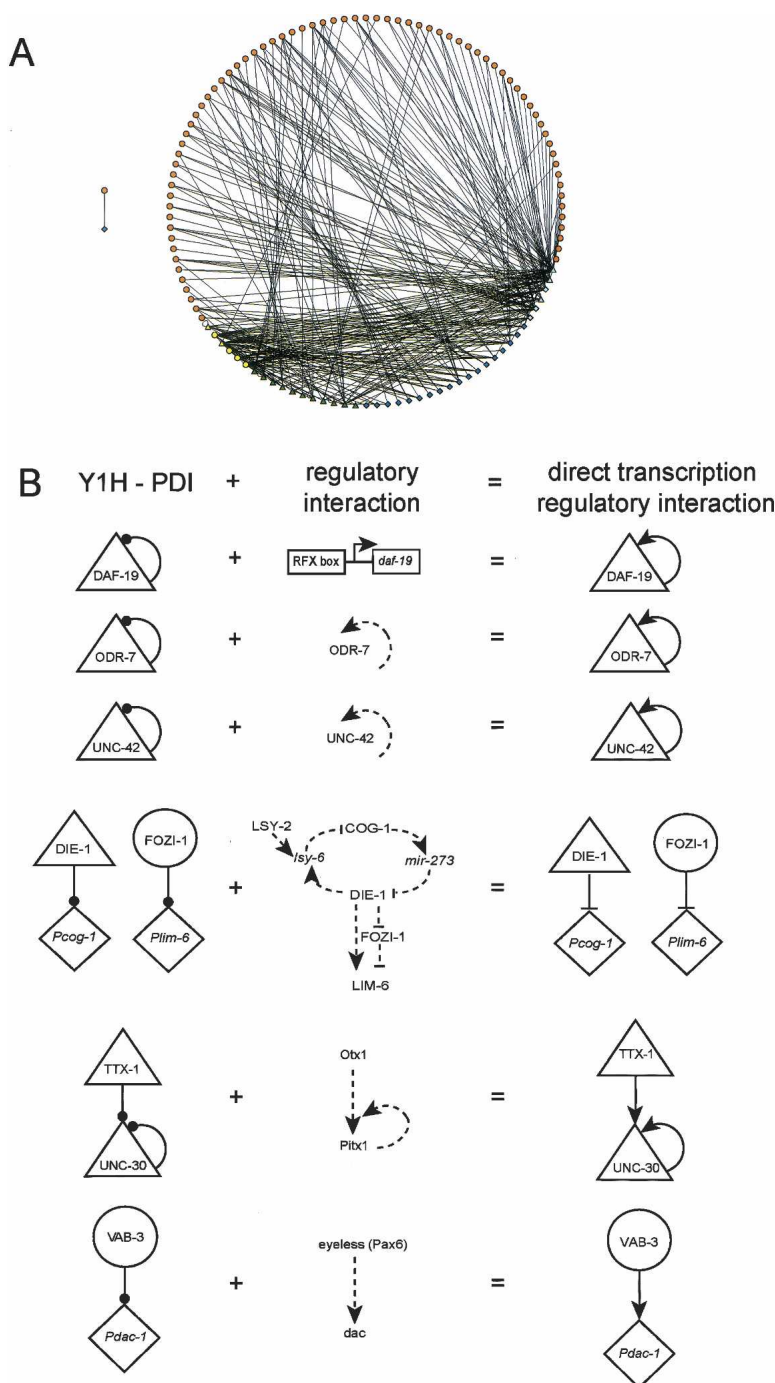 A
B
Y1H - PDI + regulatory interaction = direct transcription regulatory interaction
DAF-19 + RFX box daf-19 = DAF-19
ODR-7 + ODR-7 = ODR-7
UNC-42 + UNC-42 = UNC-42
DIE-1 FOZI-1 LSY-2 COG-1 DIE-1 FOZI-1
lsy-6 mir-273
+ DIE-1 =
Pcog-1 Plim-6 FOZI-1 Pcog-1 Plim-6
LIM-6
TTX-1 Otx1 TTX-1
+ =
UNC-30 Pitx1 UNC-30
VAB-3 eyeless (Pax6) VAB-3
+ =
Pdac-1 dac Pdac-1